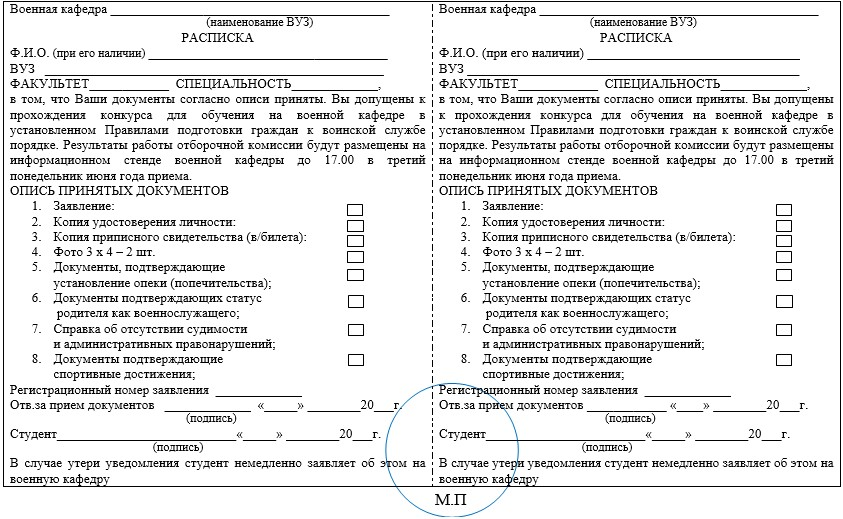 Военная кафедра ___________________________________________
(наименование ВУЗ)
РАСПИСКА
Ф.И.О. (при его наличии) _____________________________________
ВУЗ ____________________________________________________
ФАКУЛЬТЕТ____________ СПЕЦИАЛЬНОСТЬ_____________,
в том, что Ваши документы согласно описи приняты. Вы допущены к
прохождения конкурса для обучения на военной кафедре в
установленном Правилами подготовки граждан к воинской службе
порядке. Результаты работы отборочной комиссии будут размещены
на информационном стенде военной кафедры до 17.00 в третий
понедельник июня года приема.
ОПИСЬ ПРИНЯТЫХ ДОКУМЕНТОВ
1. Заявление:
2. Копия удостоверения личности:
3. Копия приписного свидетельства (в/билета):
4. Фото 3 х 4 – 2 шт.
5. Документы, подтверждающие
установление опеки (попечительства);
6. Документы подтверждающих статус
родителя как военнослужащего;
7. Справка об отсутствии судимости
и административных правонарушений;
8. Документы подтверждающие
спортивные достижения;
Регистрационный номер заявления _____________
Отв.за прием документов _____________ «_____» ________20___г.
(подпись)
Студент___________________________«_____» ________20___г.
(подпись)
В случае утери уведомления студент немедленно заявляет об этом на
военную кафедру
Военная кафедра ___________________________________________
(наименование ВУЗ)
РАСПИСКА
Ф.И.О. (при его наличии) _____________________________________
ВУЗ ____________________________________________________
ФАКУЛЬТЕТ____________ СПЕЦИАЛЬНОСТЬ_____________,
в том, что Ваши документы согласно описи приняты. Вы допущены
к прохождения конкурса для обучения на военной кафедре в
установленном Правилами подготовки граждан к воинской службе
порядке. Результаты работы отборочной комиссии будут размещены
на информационном стенде военной кафедры до 17.00 в третий
понедельник июня года приема.
ОПИСЬ ПРИНЯТЫХ ДОКУМЕНТОВ
1. Заявление:
2. Копия удостоверения личности:
3. Копия приписного свидетельства (в/билета):
4. Фото 3 х 4 – 2 шт.
5. Документы, подтверждающие
установление опеки (попечительства);
6. Документы подтверждающих статус
родителя как военнослужащего;
7. Справка об отсутствии судимости
и административных правонарушений;
8. Документы подтверждающие
спортивные достижения;
Регистрационный номер заявления _____________
Отв.за прием документов ____________ «____» ________20___г.
(подпись)
Студент________________________«_____» ________20___г.
(подпись)
В случае утери уведомления студент немедленно заявляет об этом на
военную кафедру
М.П